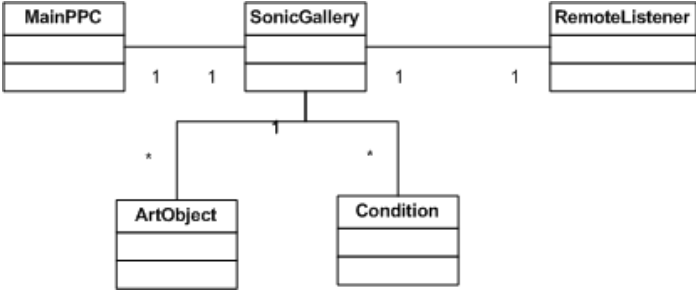 MainPPC SonicGallery RemoteListener
1 1 1 1
1
* *
ArtObject Condition